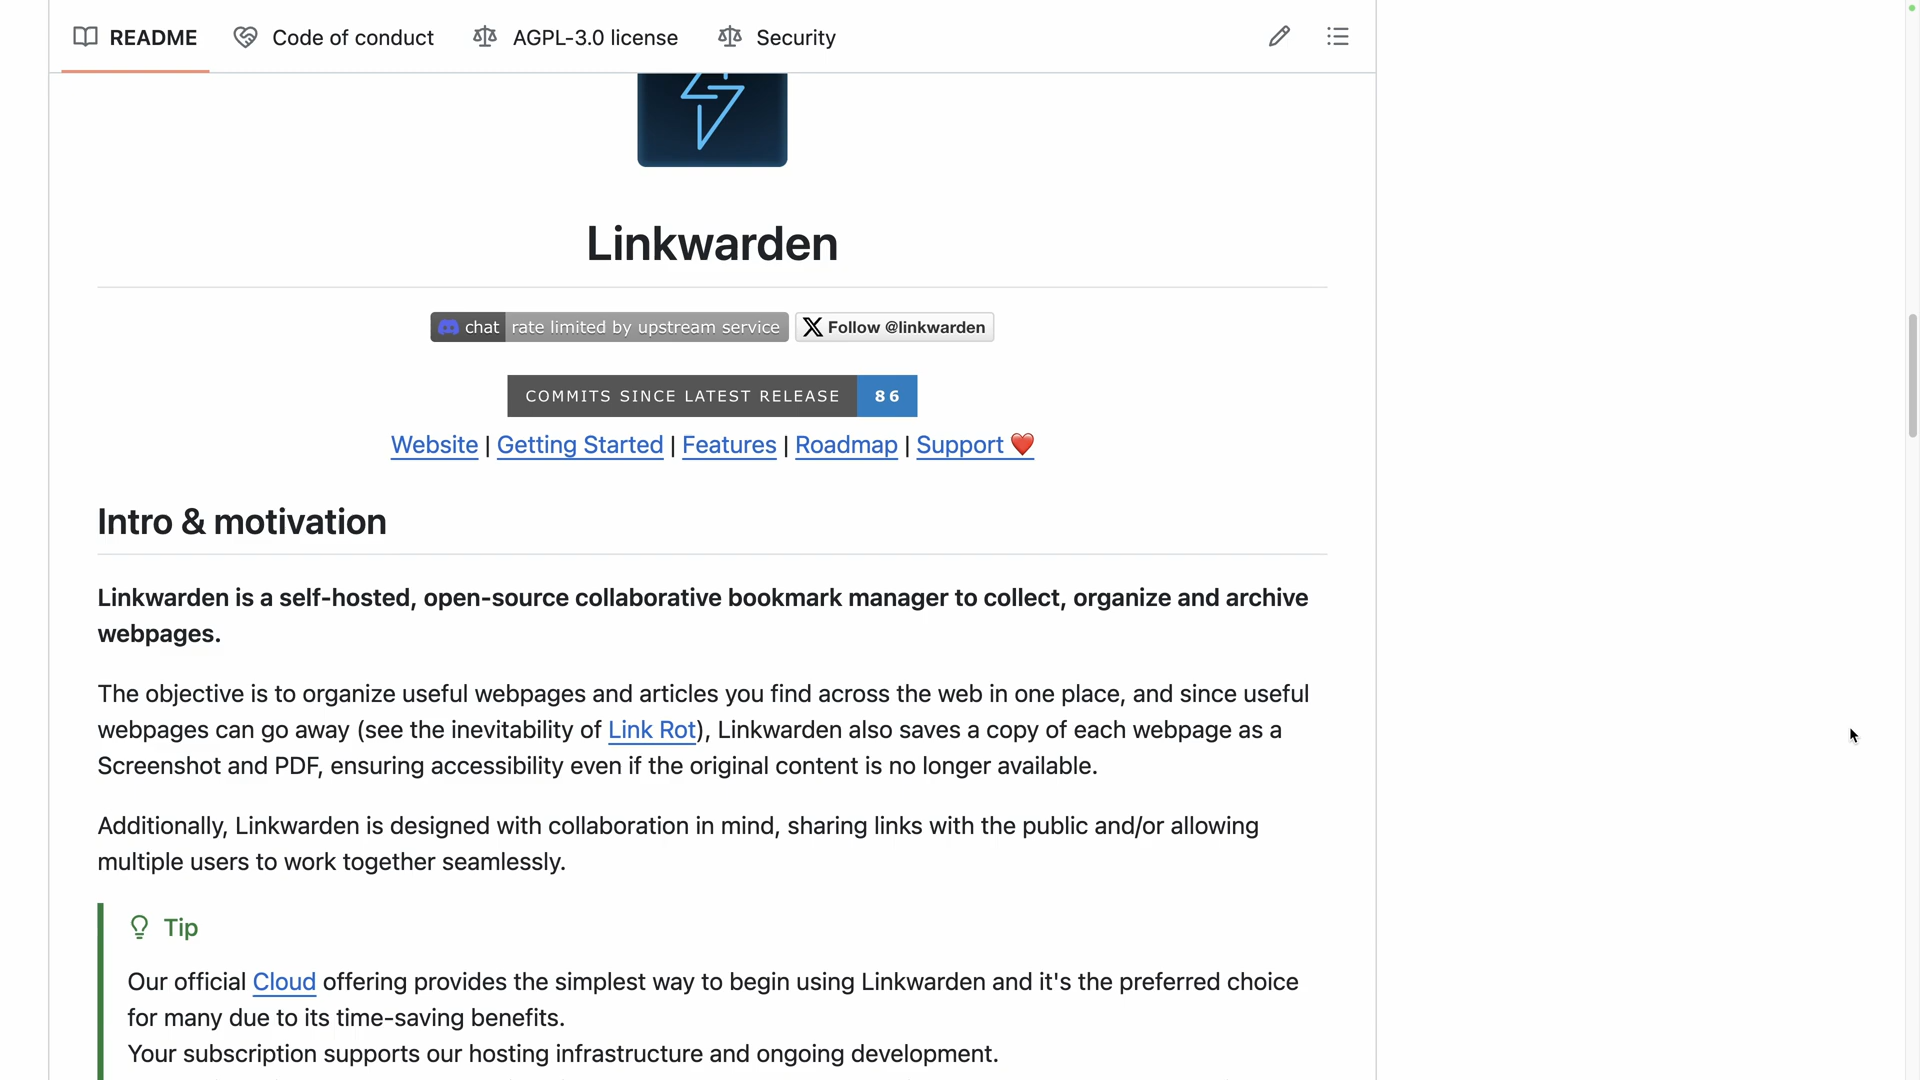 README Code of conduct AGPL-3.0 license Security
Linkwarden
chat rate limited by upstream service Follow @linkwarden
COMMITS SINCE LATEST RELEASE 86
Website | Getting Started | Features | Roadmap | Support ❤️
Intro & motivation
Linkwarden is a self-hosted, open-source collaborative bookmark manager to collect, organize and archive
webpages.
The objective is to organize useful webpages and articles you find across the web in one place, and since useful
webpages can go away (see the inevitability of Link Rot), Linkwarden also saves a copy of each webpage as a
Screenshot and PDF, ensuring accessibility even if the original content is no longer available.
Additionally, Linkwarden is designed with collaboration in mind, sharing links with the public and/or allowing
multiple users to work together seamlessly.
Tip
Our official Cloud offering provides the simplest way to begin using Linkwarden and it's the preferred choice
for many due to its time-saving benefits.
Your subscription supports our hosting infrastructure and ongoing development.